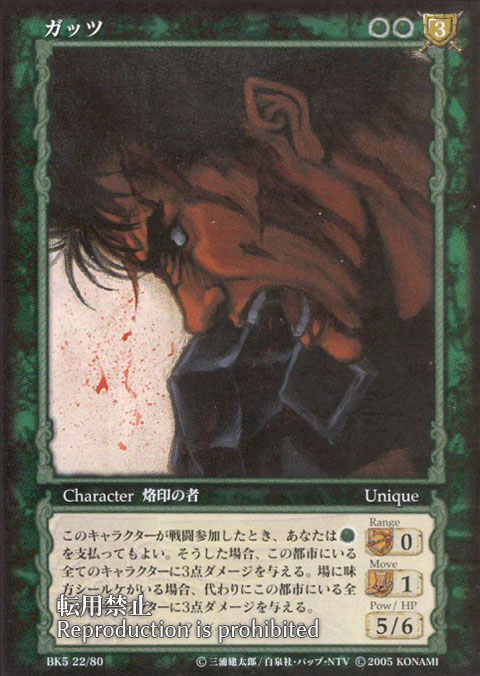 ガッツ
3
Character 烙印の者
Unique
このキャラクターが戦闘参加したとき、あなたは
を支払ってもよい。そうした場合、この都市にいる
全てのキャラクターに3点ダメージを与える。場に味
方シールケがいる場合、代わりにこの都市にいる全
クターに3点ダメージを与える。
Range
0
Move
1
Pow/ HP
5/6
転用禁止
Reproduction is prohibited
BK5 22/80
©三浦建太郎/白泉社・バップ・NTV ©2005 KONAMI